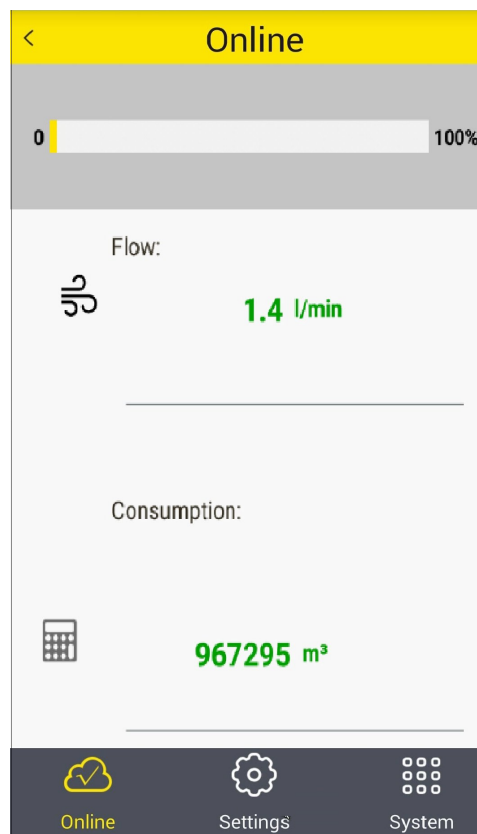 Online
0 100%
Flow:
1.4 l/min
Consumption:
967295 m³
Online Settings System